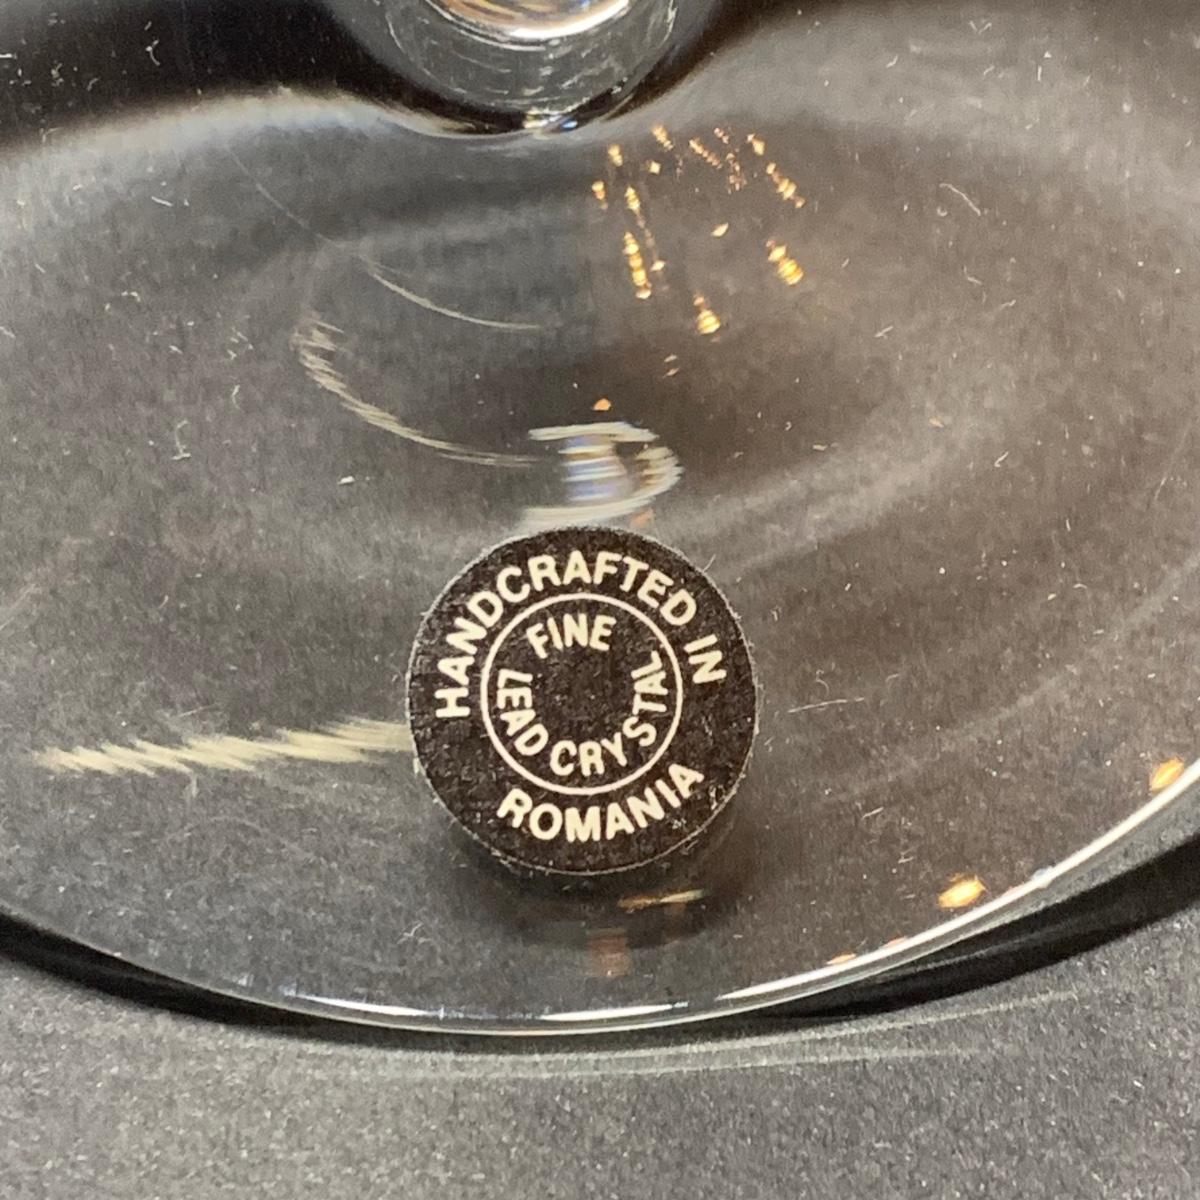 HANDCRAFTED IN
ROMANIA
FINE
LEAD CRYSTAL